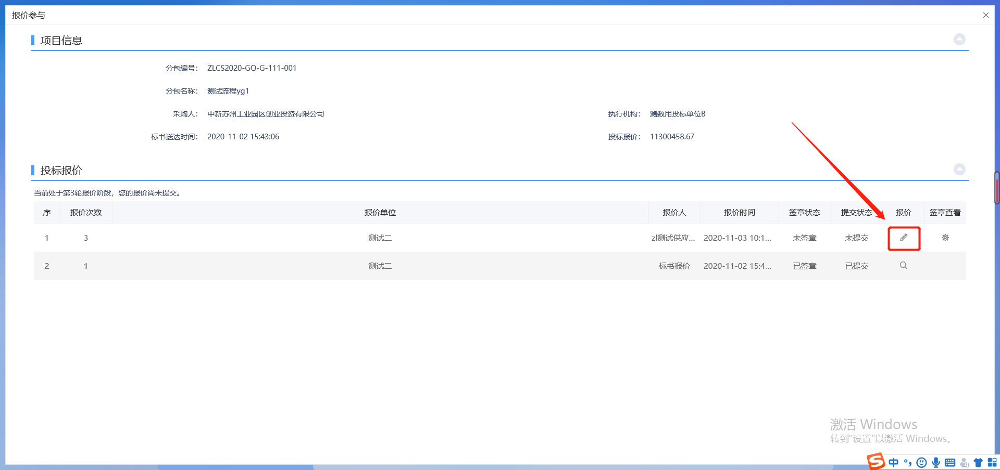 报价参与
项目信息
分包编号： ZLCS2020-GQ-G-111-001
分包名称： 测试流程yg1
采购人： 中新苏州工业园区创业投资有限公司 执行机构： 测数用投标单位B
标书送达时间： 2020-11-02 15:43:06 投标报价： 11300458.67
投标报价
当前处于第3轮报价阶段，您的报价尚未提交。
序 报价次数 报价单位 报价人 报价时间 签章状态 提交状态 报价 签章查看
1 3 测试二 zl测试供应... 2020-11-03 10:1... 未签章 未提交
2 1 测试二 标书报价 2020-11-02 15:4... 已签章 已提交
激活 Windows
转到"设置"以激活 Windows。
S 中 °,